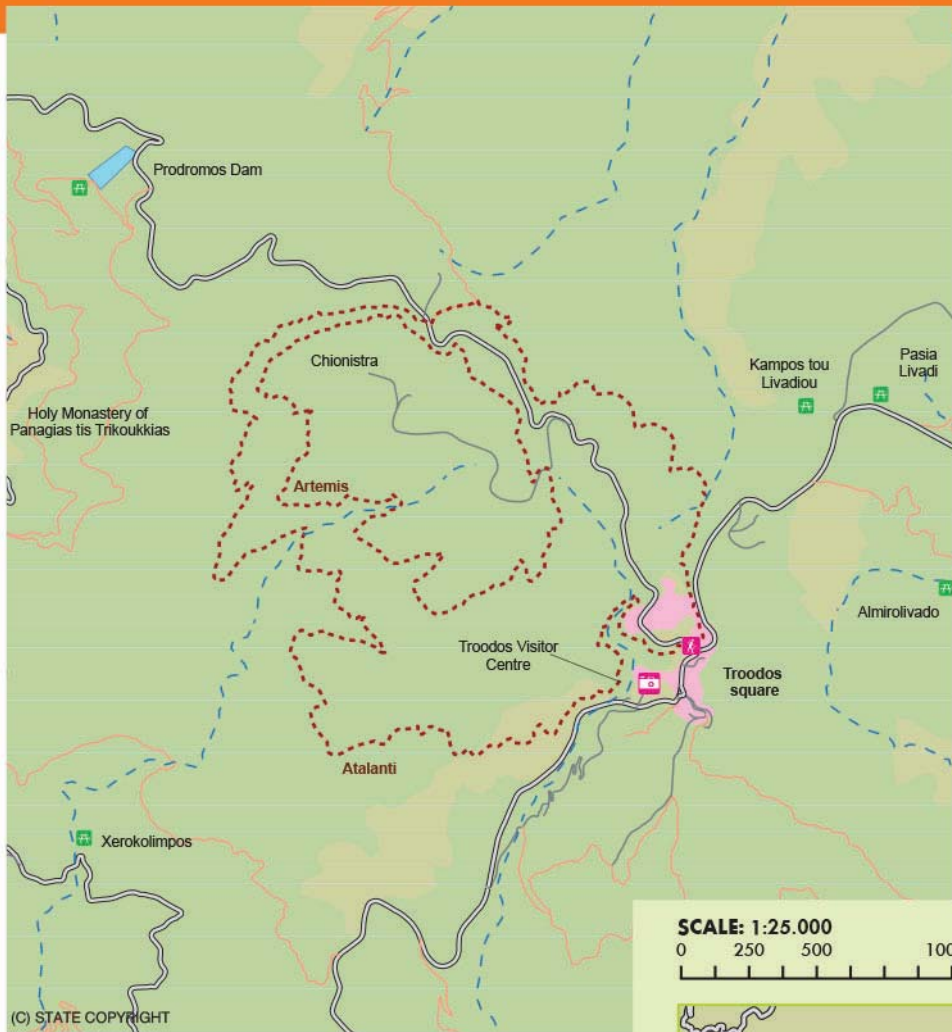 Prodromos Dam
Chionistra
Kampos tou
Livadiou
Pasia
Livadi
Holy Monastery of
Panagias tis Trikoukkias
Artemis
Almirolivado
Troodos Visitor
Centre
Troodos
square
Atalanti
Xerokolimpos
SCALE: 1:25.000
0 250 500 100
(C) STATE COPYRIGHT